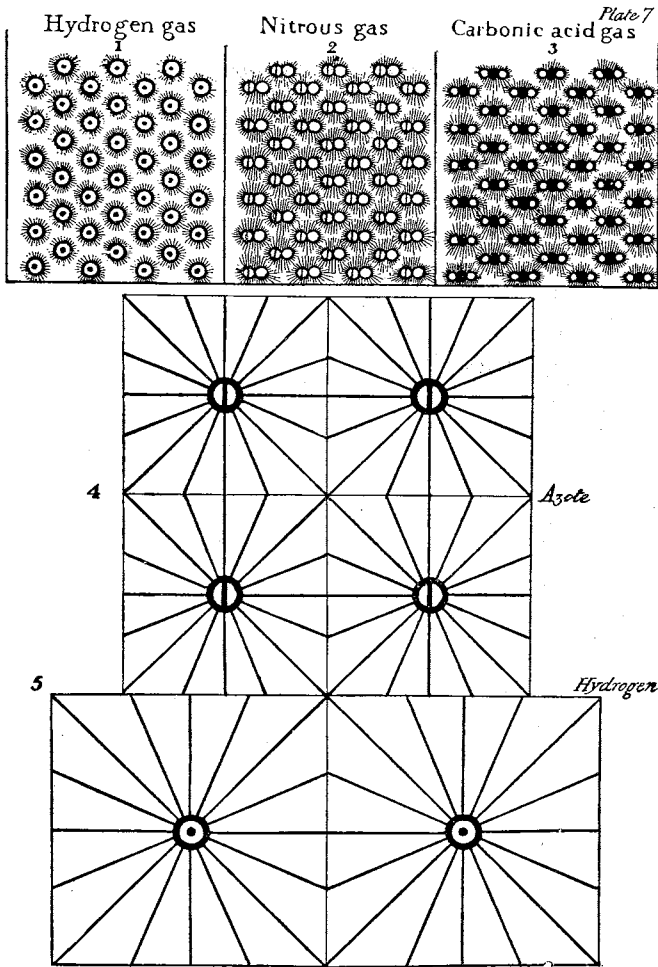 Plate 7
Hydrogen gas
1
Nitrous gas
2
Carbonic acid gas
3
4
Azote
5
Hydrogen